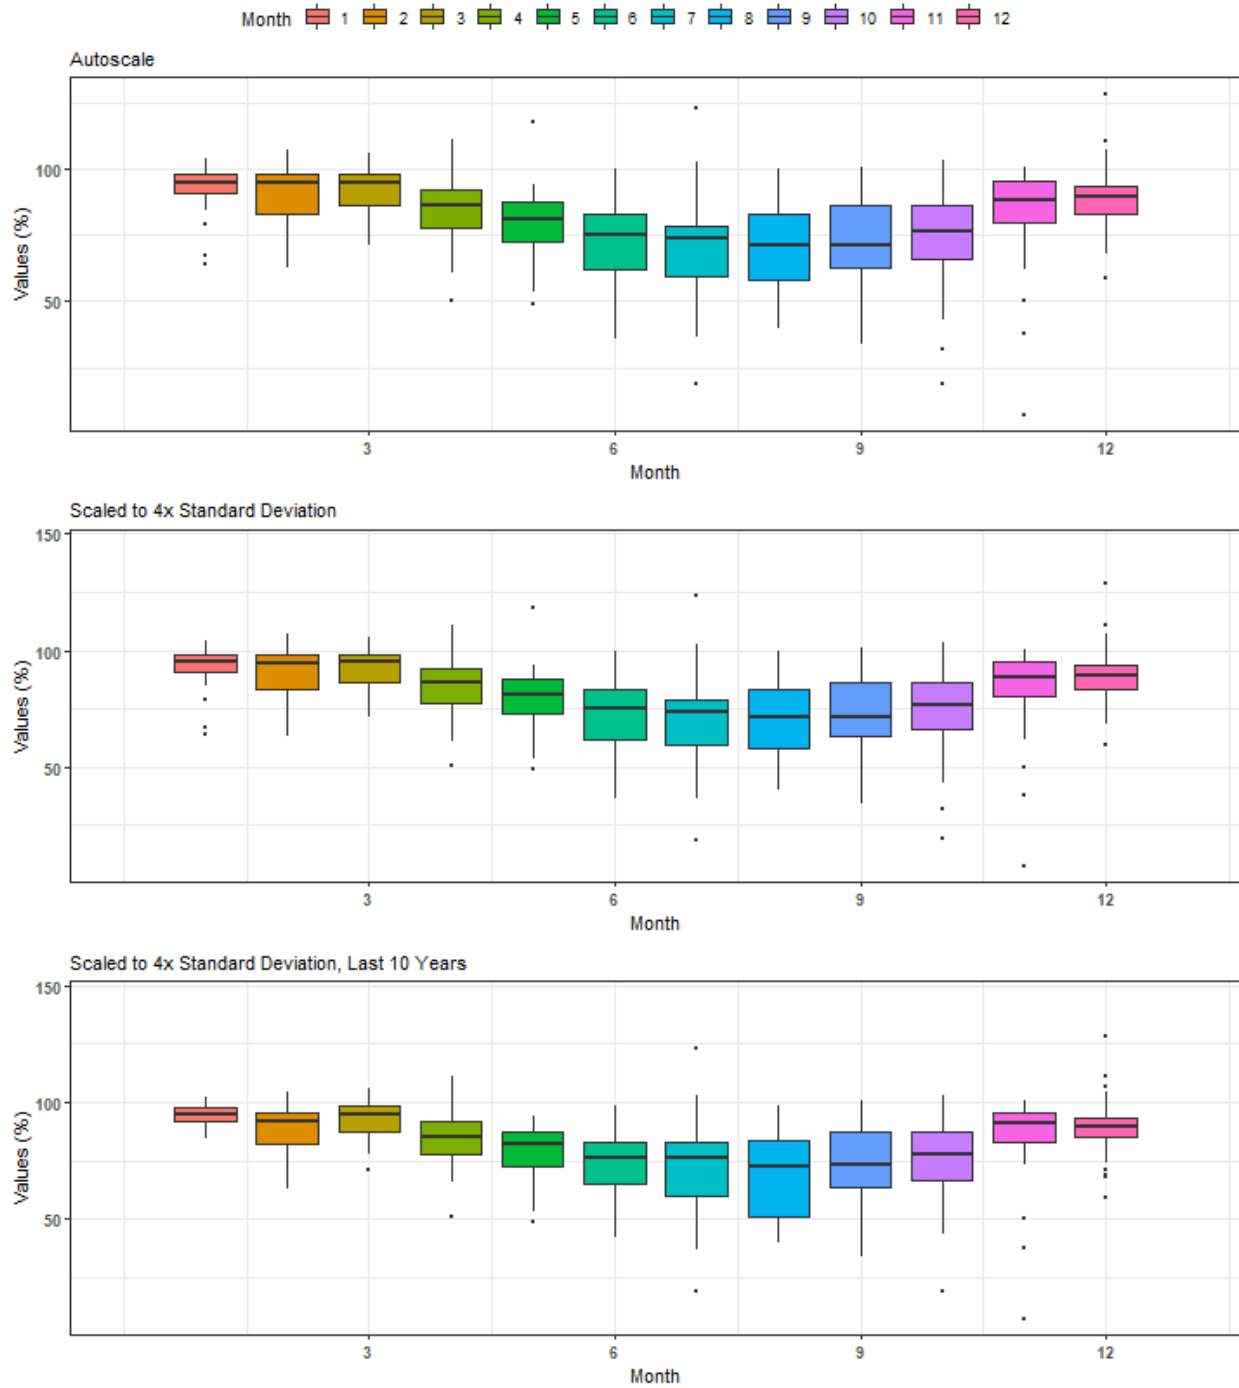 Month 1 2 3 4 5 6 7 8 9 10 11 12
Autoscale
Values (%)
100
50
3 6 9 12
Month
Scaled to 4x Standard Deviation
Values (%)
150
100
50
3 6 9 12
Month
Scaled to 4x Standard Deviation, Last 10 Years
Values (%)
150
100
50
3 6 9 12
Month